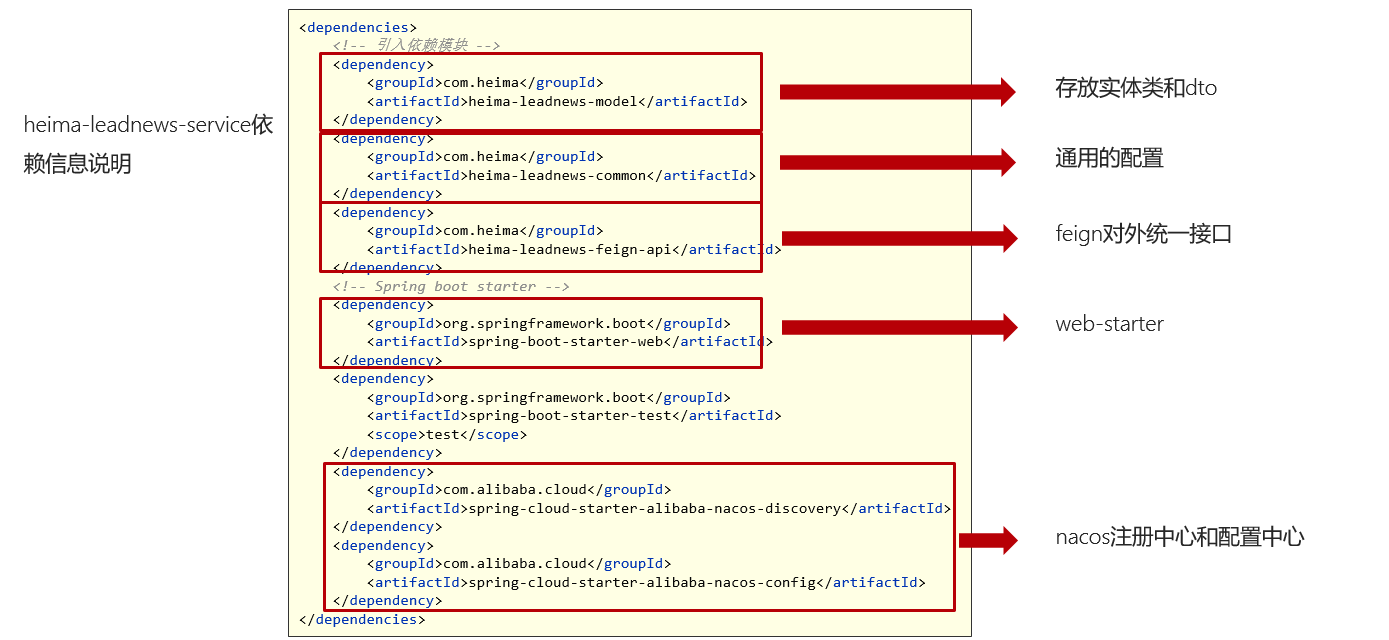 heima-leadnews-service依
赖信息说明
<dependencies>
    <!-- 引入依赖模块 -->
    <dependency>
        <groupId>com.heima</groupId>
        <artifactId>heima-leadnews-model</artifactId>
    </dependency>
    <dependency>
        <groupId>com.heima</groupId>
        <artifactId>heima-leadnews-common</artifactId>
    </dependency>
    <dependency>
        <groupId>com.heima</groupId>
        <artifactId>heima-leadnews-feign-api</artifactId>
    </dependency>
    <!-- Spring boot starter -->
    <dependency>
        <groupId>org.springframework.boot</groupId>
        <artifactId>spring-boot-starter-web</artifactId>
    </dependency>
    <dependency>
        <groupId>org.springframework.boot</groupId>
        <artifactId>spring-boot-starter-test</artifactId>
        <scope>test</scope>
    </dependency>
    <dependency>
        <groupId>com.alibaba.cloud</groupId>
        <artifactId>spring-cloud-starter-alibaba-nacos-discovery</artifactId>
    </dependency>
    <dependency>
        <groupId>com.alibaba.cloud</groupId>
        <artifactId>spring-cloud-starter-alibaba-nacos-config</artifactId>
    </dependency>
</dependencies>
存放实体类和dto
通用的配置
feign对外统一接口
web-starter
nacos注册中心和配置中心